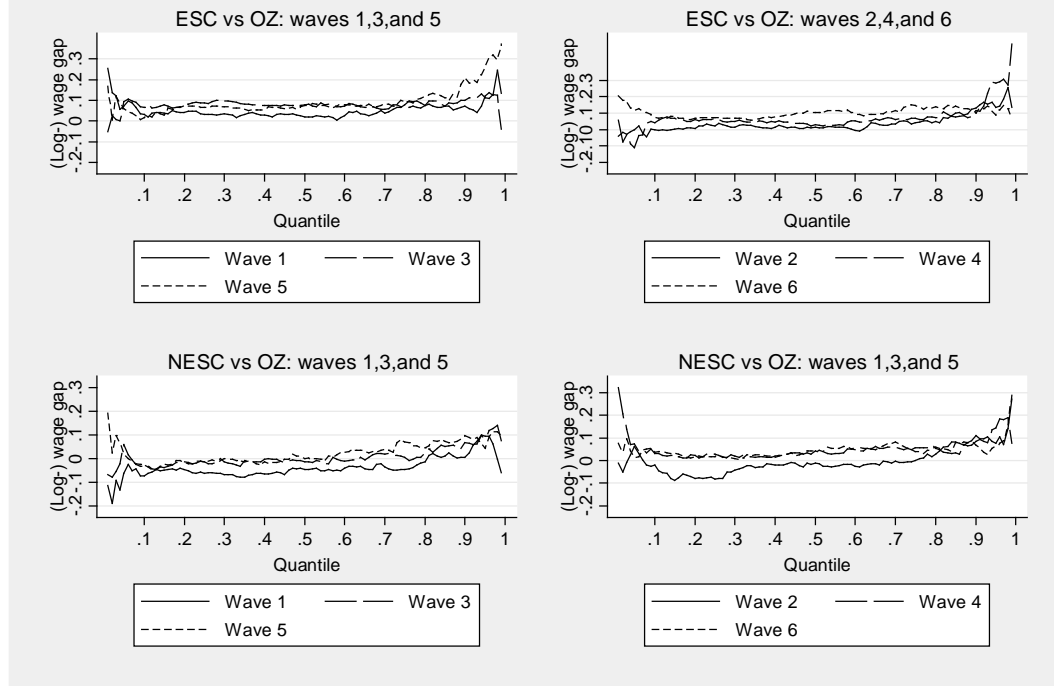 ESC vs OZ: waves 1,3,and 5
(Log-) wage gap
-.2 -.1 0 .1 .2 .3
.1 .2 .3 .4 .5 .6 .7 .8 .9 1
Quantile
Wave 1 Wave 3
Wave 5
ESC vs OZ: waves 2,4,and 6
(Log-) wage gap
-.2 -.1 0 .1 .2 .3
.1 .2 .3 .4 .5 .6 .7 .8 .9 1
Quantile
Wave 2 Wave 4
Wave 6
NESC vs OZ: waves 1,3,and 5
(Log-) wage gap
-.2 -.1 0 .1 .2 .3
.1 .2 .3 .4 .5 .6 .7 .8 .9 1
Quantile
Wave 1 Wave 3
Wave 5
NESC vs OZ: waves 1,3,and 5
(Log-) wage gap
-.2 -.1 0 .1 .2 .3
.1 .2 .3 .4 .5 .6 .7 .8 .9 1
Quantile
Wave 2 Wave 4
Wave 6